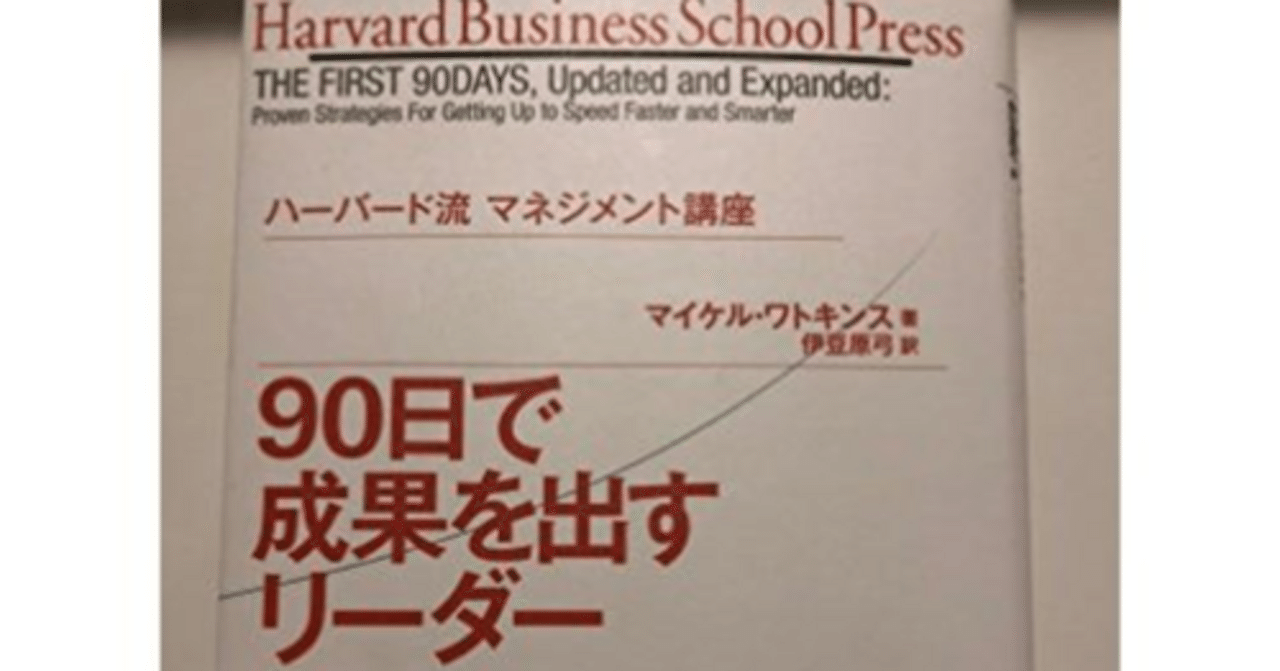 Harvard Business School Press
THE FIRST 90DAYS, Updated and Expanded:
Proven Strategies For Getting Up to Speed Faster and Smarter
ハーバード流 マネジメント講座
マイケル・ワトキンス 著
伊豆原弓 訳
90日で
成果を出す
リーダー